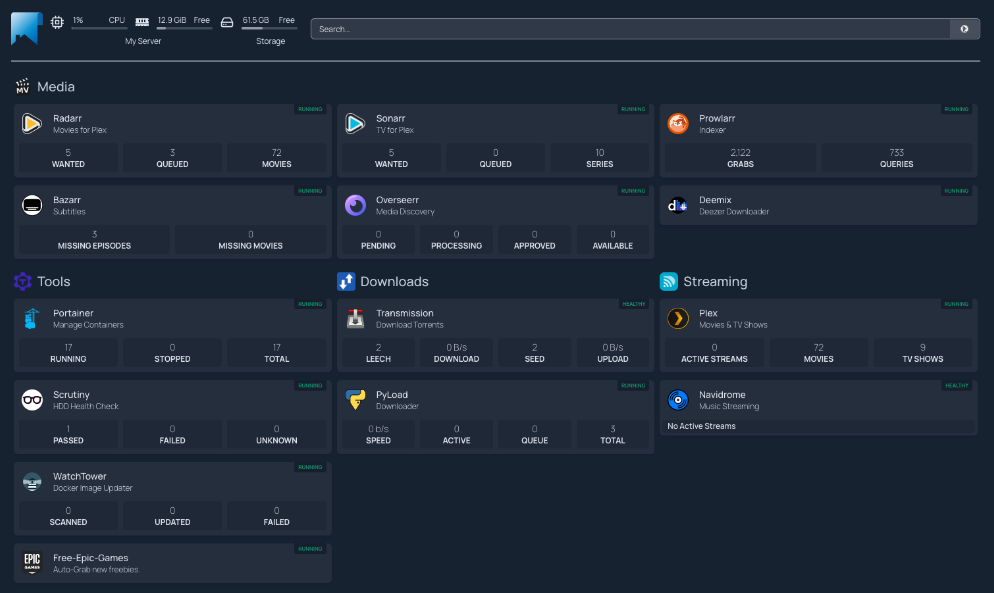 1% CPU 12.9 GiB Free 61.5 GB Free
My Server Storage
Search...
MV Media
RUNNING
Radarr
Movies for Plex
5 3 72
WANTED QUEUED MOVIES
RUNNING
Sonarr
TV for Plex
5 0 10
WANTED QUEUED SERIES
RUNNING
Prowlarr
Indexer
2,122 733
GRABS QUERIES
RUNNING
Bazarr
Subtitles
3 0
MISSING EPISODES MISSING MOVIES
RUNNING
Overseerr
Media Discovery
0 0 0 0
PENDING PROCESSING APPROVED AVAILABLE
RUNNING
Deemix
Deezer Downloader
Tools
RUNNING
Portainer
Manage Containers
17 0 17
RUNNING STOPPED TOTAL
RUNNING
Scrutiny
HDD Health Check
1 0 0
PASSED FAILED UNKNOWN
RUNNING
WatchTower
Docker Image Updater
0 0 0
SCANNED UPDATED FAILED
RUNNING
EPIC GAMES
Free-Epic-Games
Auto-Grab new freebies
Downloads
HEALTHY
Transmission
Download Torrents
2 0 B/s 2 0 B/s
LEECH DOWNLOAD SEED UPLOAD
RUNNING
PyLoad
Downloader
0 b/s 0 0 3
SPEED ACTIVE QUEUE TOTAL
Streaming
RUNNING
Plex
Movies & TV Shows
0 72 9
ACTIVE STREAMS MOVIES TV SHOWS
HEALTHY
Navidrome
Music Streaming
No Active Streams